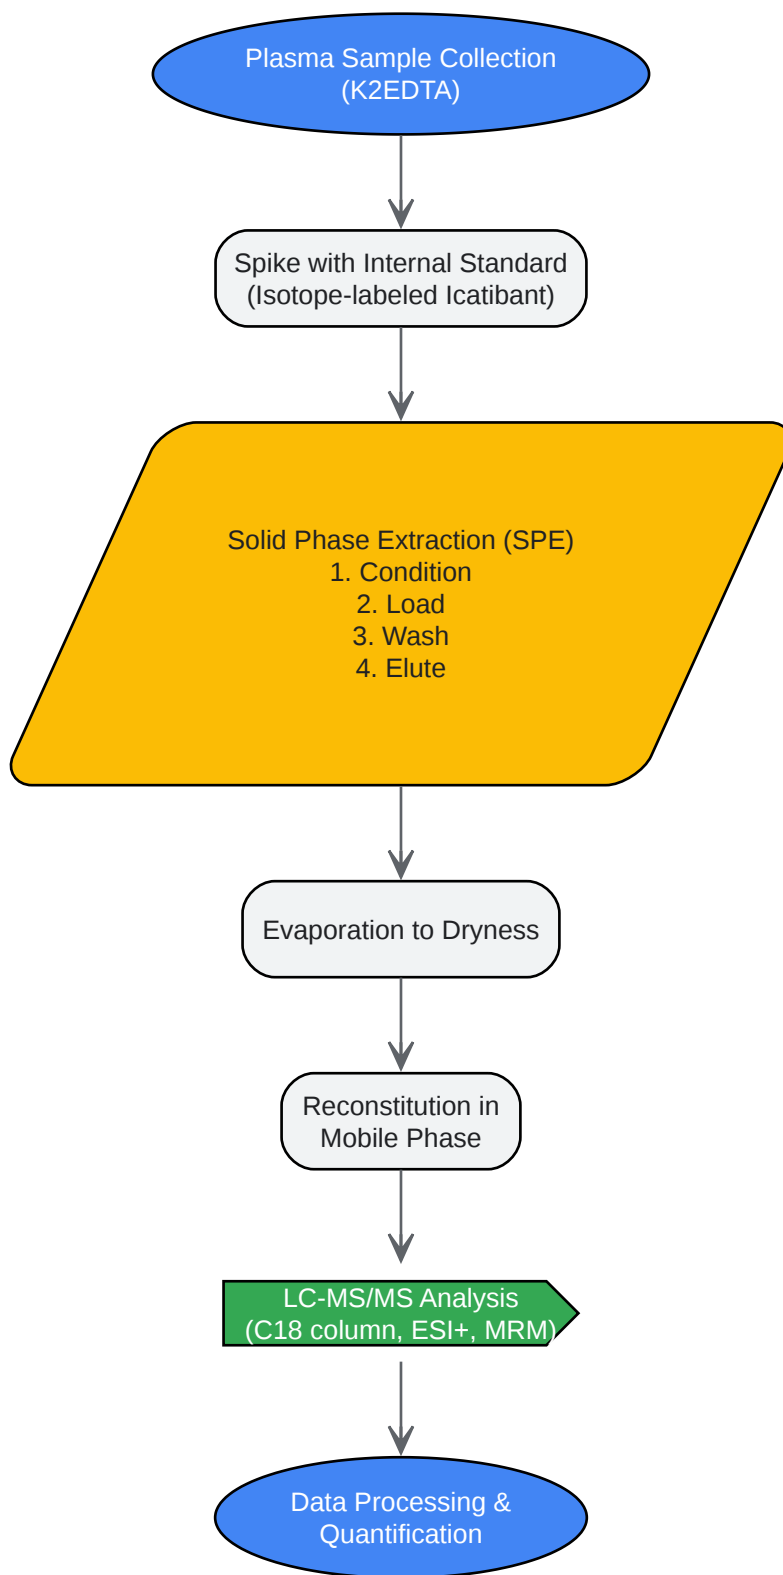 Plasma Sample Collection
(K2EDTA)
Spike with Internal Standard
(Isotope-labeled Icatibant)
Solid Phase Extraction (SPE)
1. Condition
2. Load
3. Wash
4. Elute
Evaporation to Dryness
Reconstitution in
Mobile Phase
LC-MS/MS Analysis
(C18 column, ESI+, MRM)
Data Processing &
Quantification